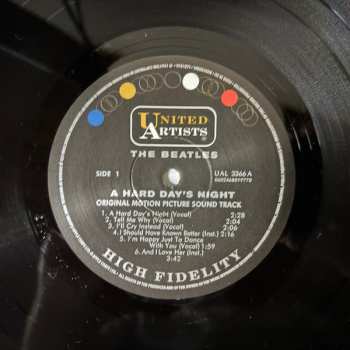 UNITED
ARTISTS
THE BEATLES
SIDE 1
UAL 3366 A
A HARD DAY'S NIGHT
ORIGINAL MOTION PICTURE SOUND TRACK
1. A Hard Day's Night (Vocal) 2:28
2. Tell Me Why (Vocal) 2:04
3. I'll Cry Instead (Vocal) 2:06
4. I Should Have Known Better (Inst.) 2:16
5. I'm Happy Just To Dance
With You (Vocal) 1:59
6. And I Love Her (Inst.)
3:42
HIGH FIDELITY